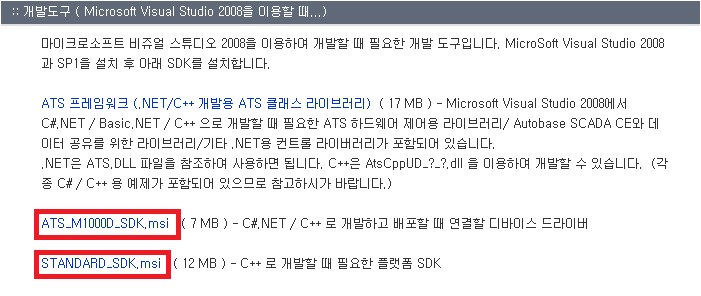 :: 개발도구 ( Microsoft Visual Studio 2008을 이용할 때...)
마이크로소프트 비쥬얼 스튜디오 2008을 이용하여 개발할 때 필요한 개발 도구입니다. MicroSoft Visual Studio 2008
과 SP1을 설치 후 아래 SDK를 설치합니다.
ATS 프레임워크 (.NET/C++ 개발용 ATS 클래스 라이브러리) ( 17 MB ) - Microsoft Visual Studio 2008에서
C#.NET / Basic.NET / C++ 으로 개발할 때 필요한 ATS 하드웨어 제어용 라이브러리/ Autobase SCADA CE와 데
이터 공유를 위한 라이브러리/기타 .NET용 컨트롤 라이버러리가 포함되어 있습니다.
.NET은 ATS.DLL 파일을 참조하여 사용하면 됩니다. C++은 AtsCppUD_?_?.dll 을 이용하여 개발할 수 있습니다. (각
종 C# / C++ 용 예제가 포함되어 있으므로 참고하시가 바랍니다.)
ATS_M1000D_SDK.msi ( 7 MB ) - C#.NET / C++ 로 개발하고 배포할 때 연결할 디바이스 드라이버
STANDARD_SDK.msi ( 12 MB ) - C++ 로 개발할 때 필요한 플랫폼 SDK